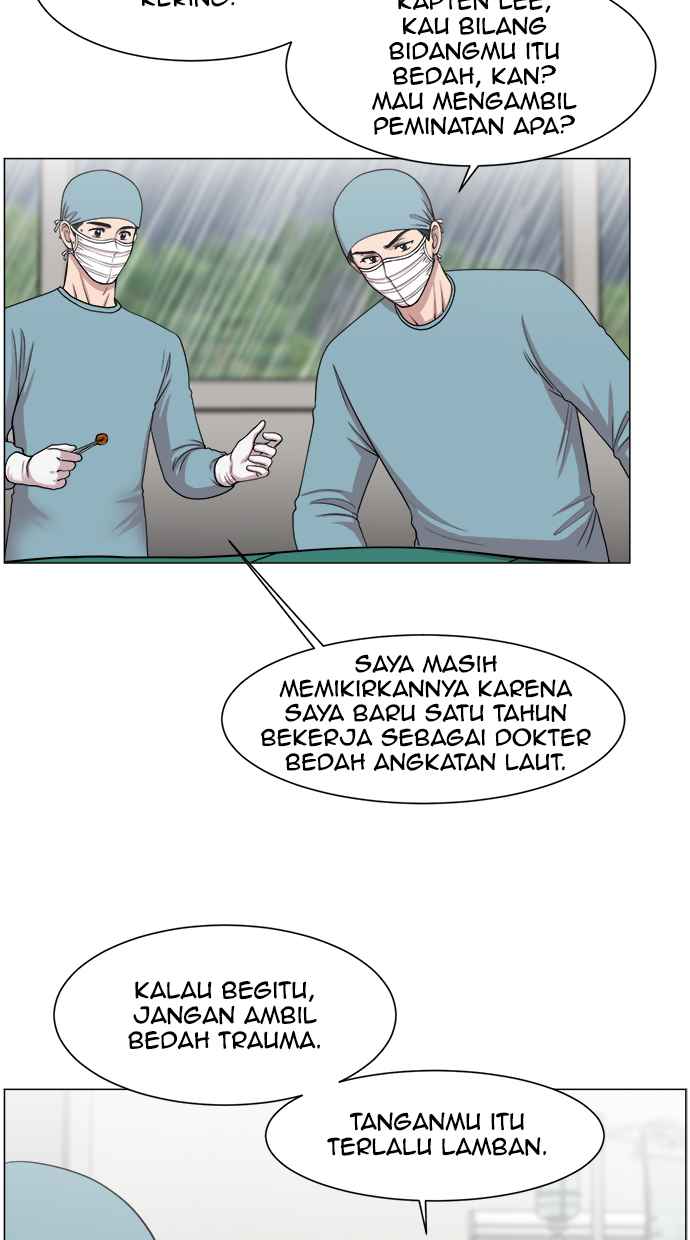 KERING.
KAPTEN LEE,
KAU BILANG
BIDANGMU ITU
BEDAH, KAN?
MAU MENGAMBIL
PEMINATAN APA?
SAYA MASIH
MEMIKIRKANNYA KARENA
SAYA BARU SATU TAHUN
BEKERJA SEBAGAI DOKTER
BEDAH ANGKATAN LAUT.
KALAU BEGITU,
JANGAN AMBIL
BEDAH TRAUMA.
TANGANMU ITU
TERLALU LAMBAN.